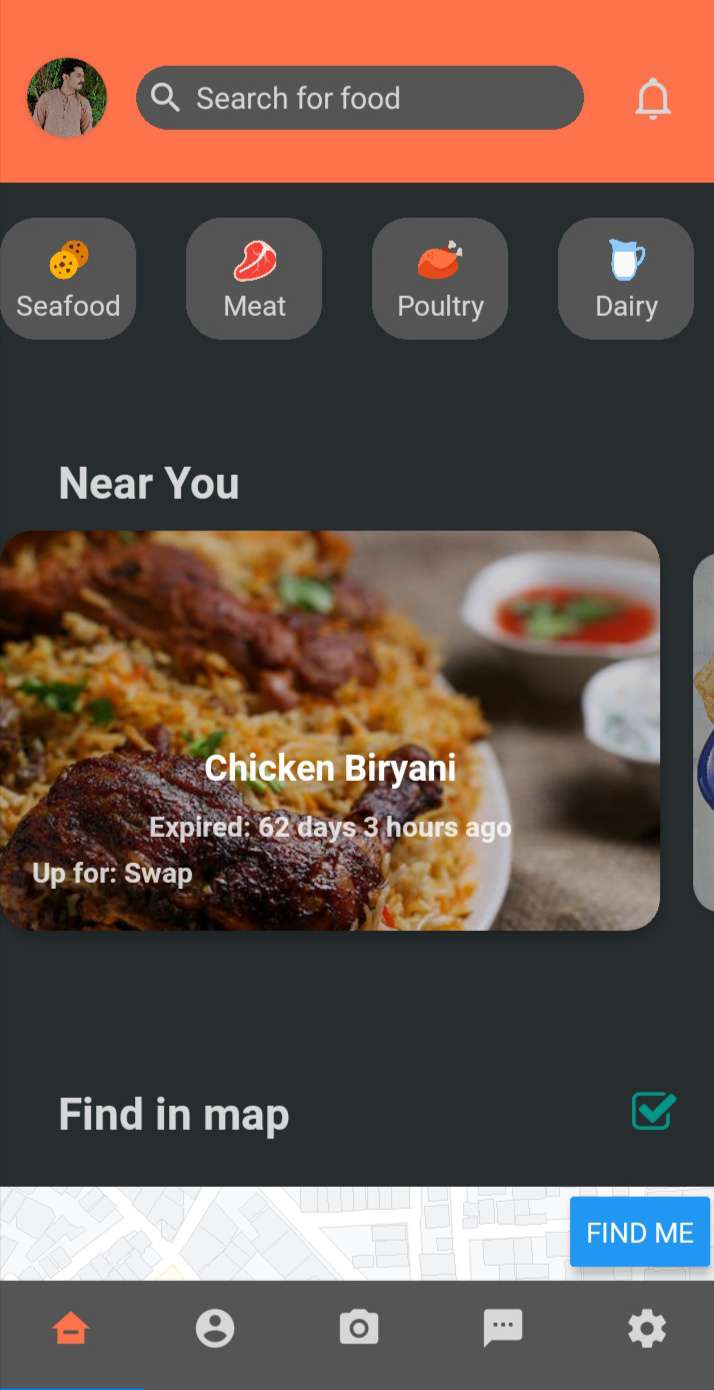 Search for food
Seafood Meat Poultry Dairy
Near You
Chicken Biryani
Expired: 62 days 3 hours ago
Up for: Swap
Find in map
FIND ME